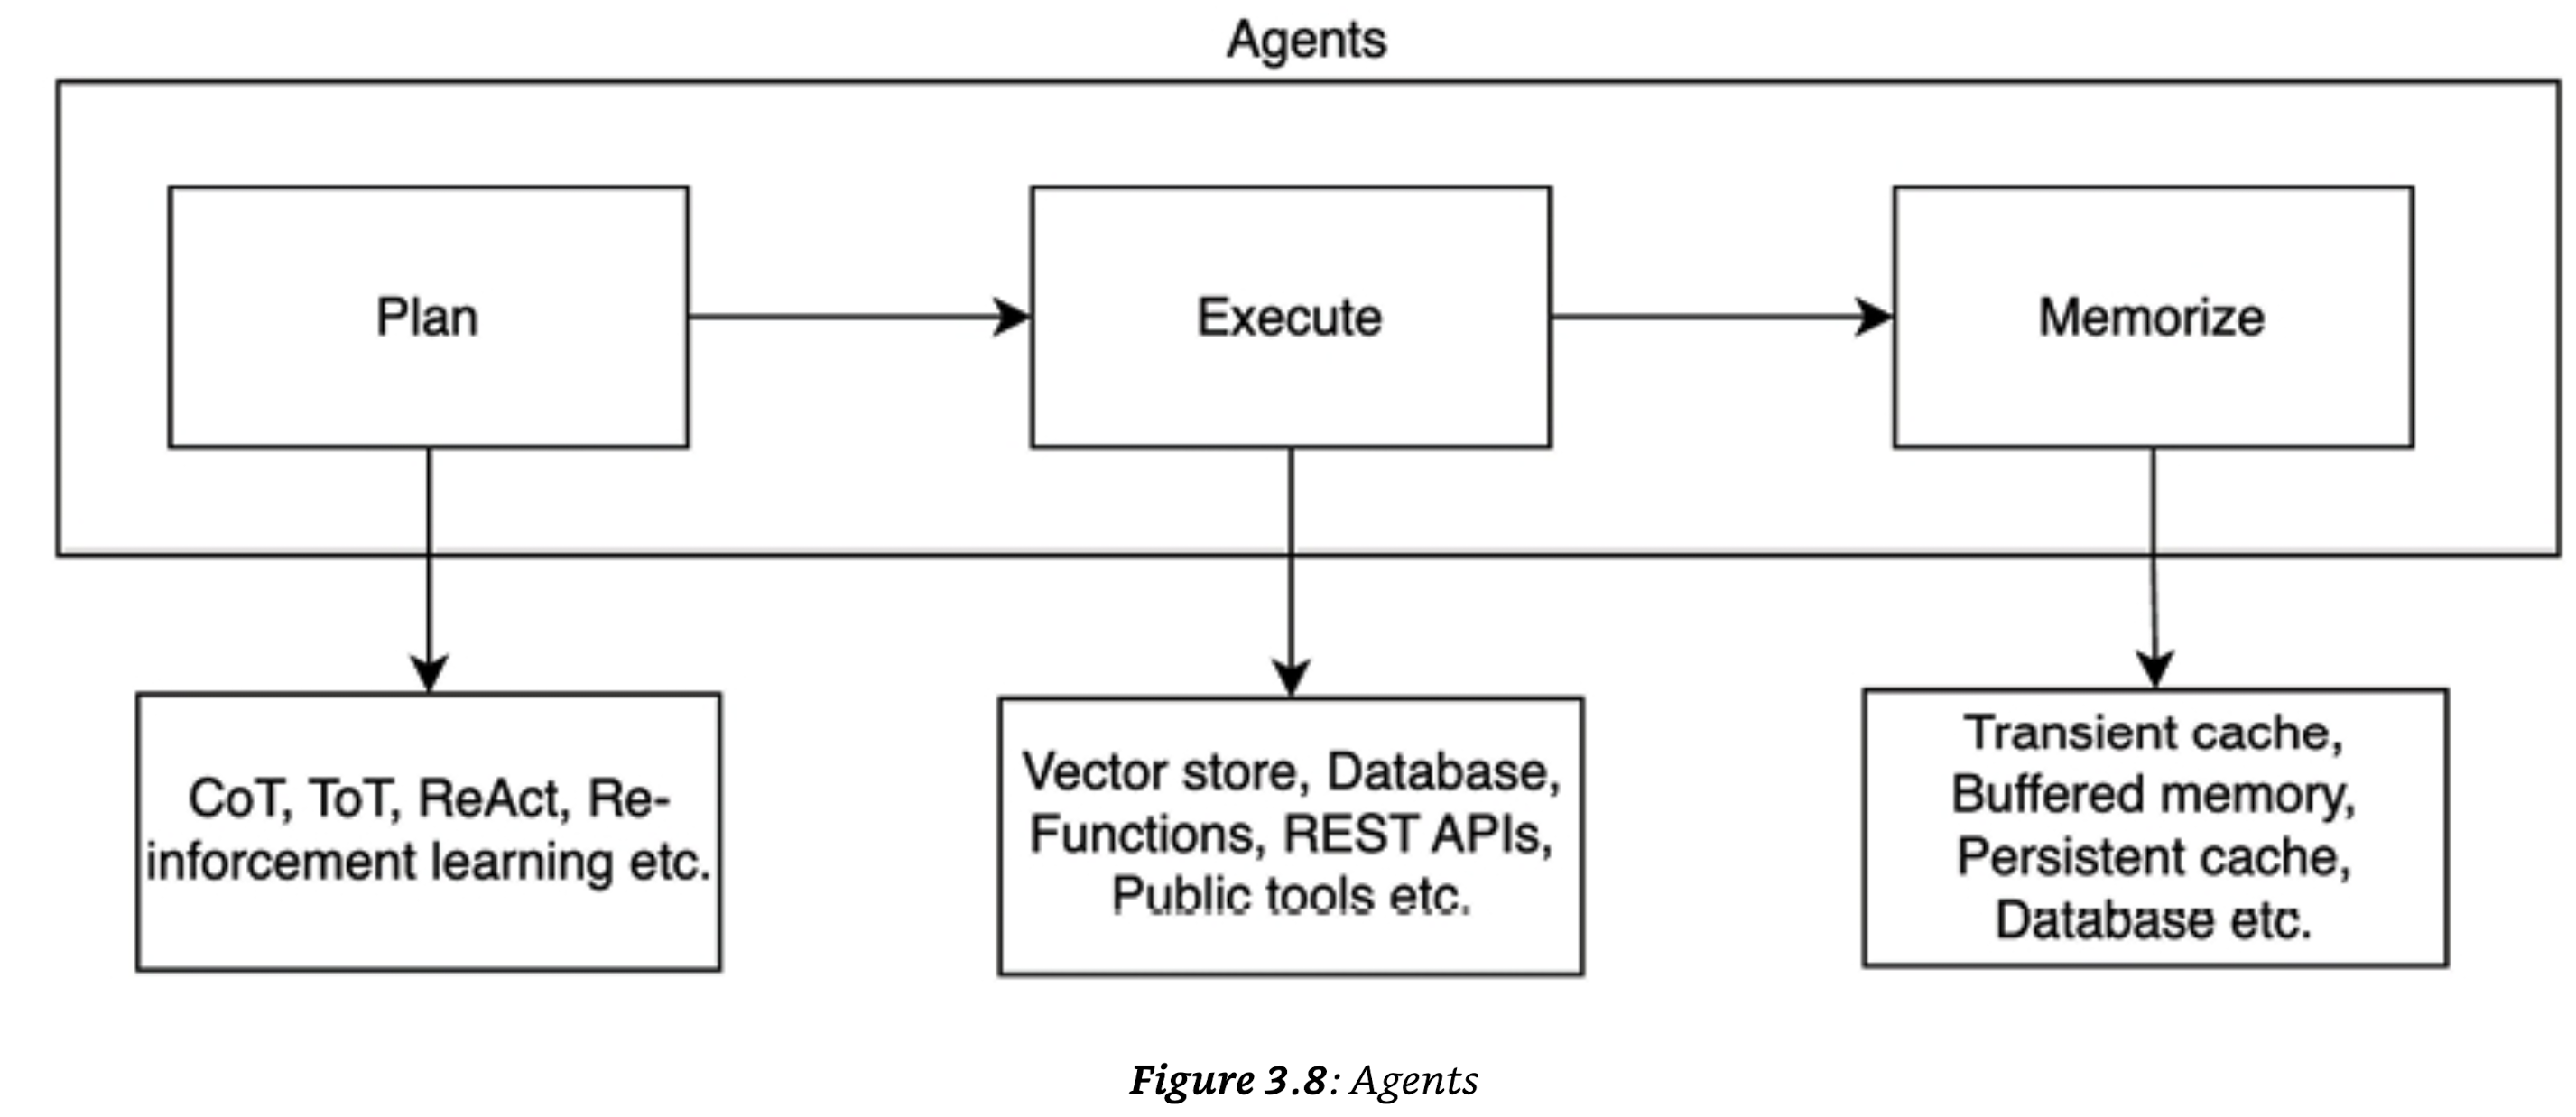 Agents
Plan
Execute
Memorize
CoT, ToT, ReAct, Re-
inforcement learning etc.
Vector store, Database,
Functions, REST APIs,
Public tools etc.
Transient cache,
Buffered memory,
Persistent cache,
Database etc.
Figure 3.8: Agents